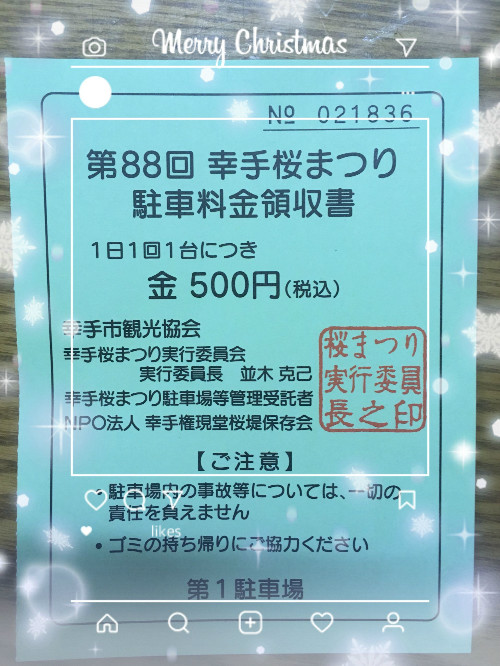 Merry Christmas
No 021836
第88回 幸手桜まつり
駐車料金領収書
1日1回1台につき
金 500円(税込)
幸手市観光協会
幸手桜まつり実行委員会
実行委員長 並木 克己
幸手桜まつり駐車場等管理受託者
NPO法人 幸手権現堂桜堤保存会
桜まつり
実行委員
長之印
【ご注意】
・駐車場内の事故等については、一切の
責任を負えません
・ゴミの持ち帰りにご協力ください
likes
第1駐車場